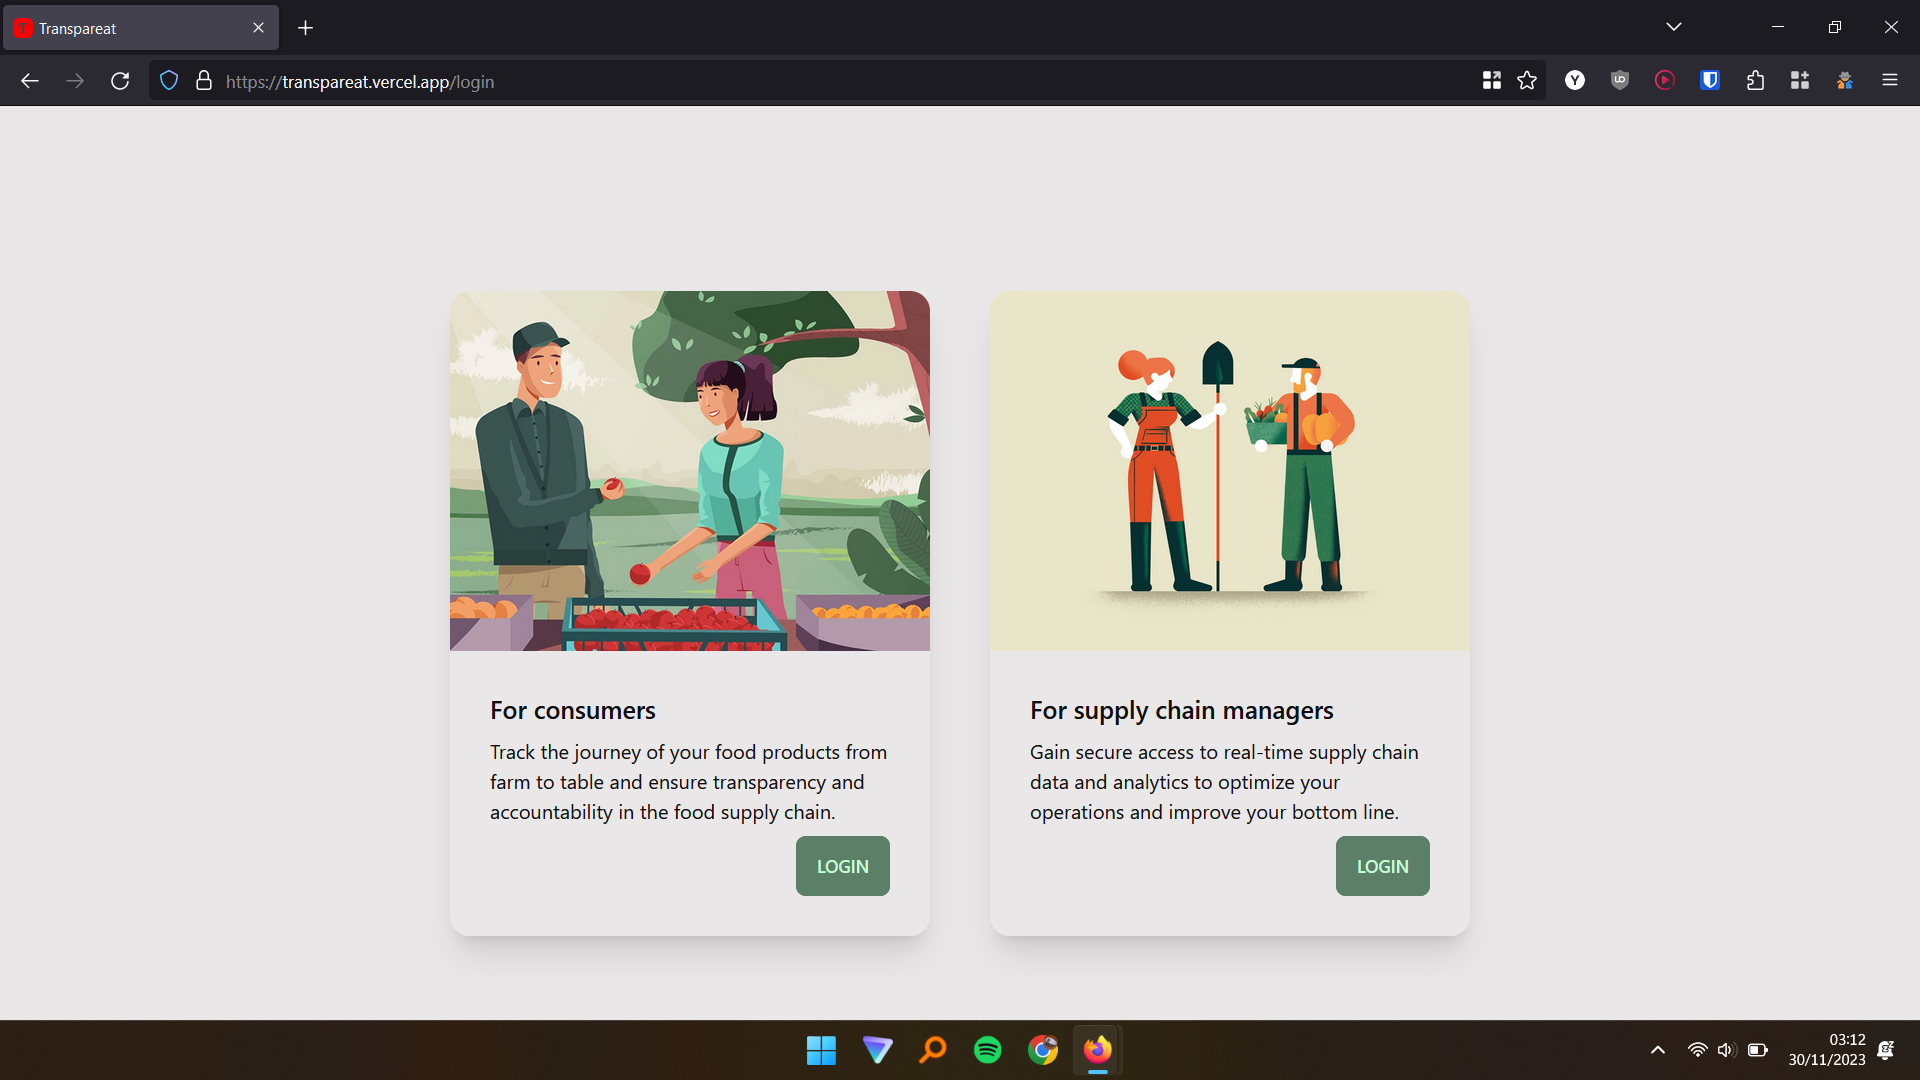 Transpareat
https://transpareat.vercel.app/login
For consumers
Track the journey of your food products from
farm to table and ensure transparency and
accountability in the food supply chain.
LOGIN
For supply chain managers
Gain secure access to real-time supply chain
data and analytics to optimize your
operations and improve your bottom line.
LOGIN
03:12
30/11/2023